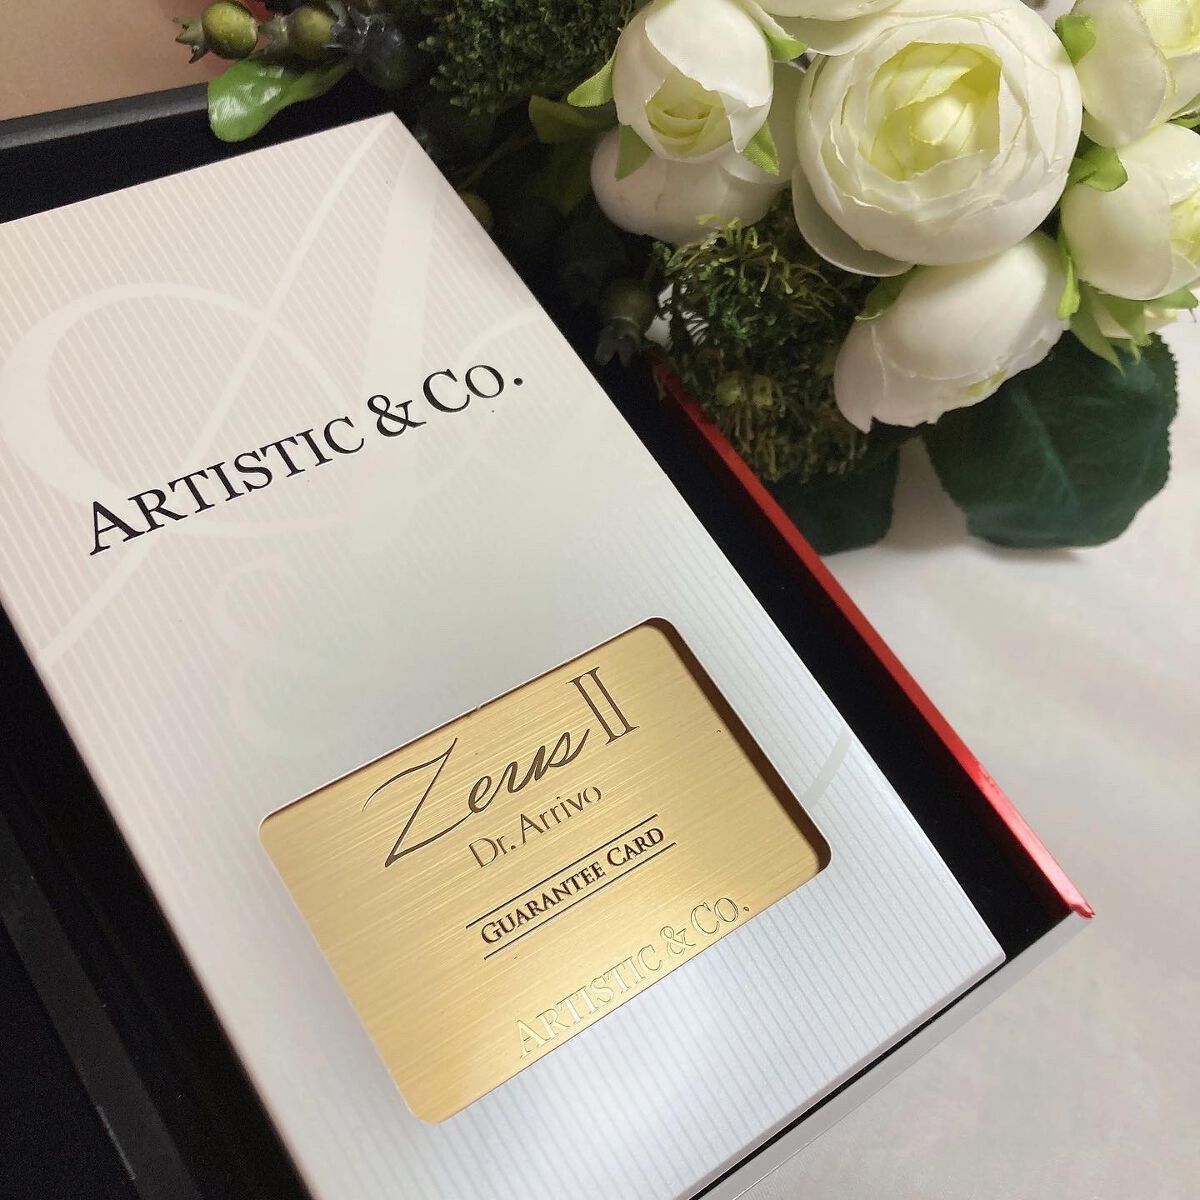 ARTISTIC & CO.
Zeus II
Dr. Arrivo
GUARANTEE CARD
ARTISTIC & CO.